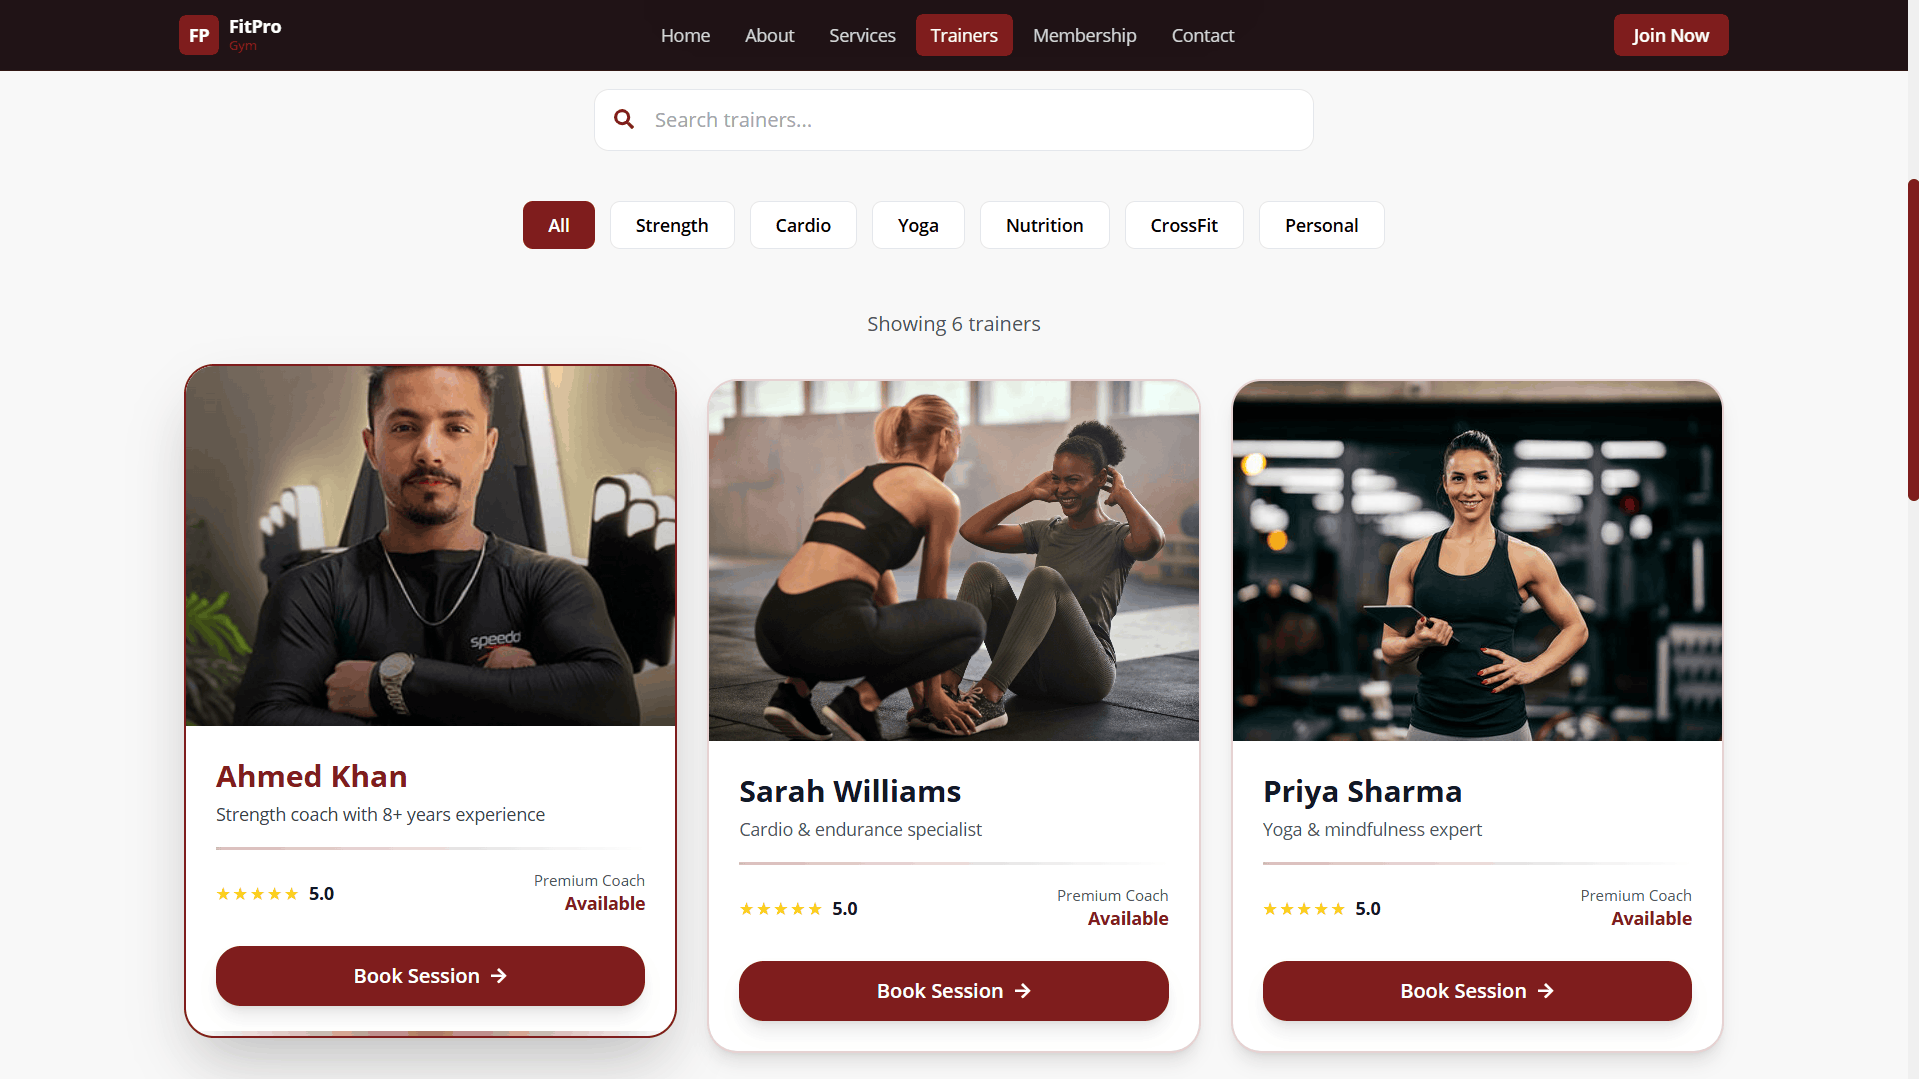 FP
FitPro
Gym
Home
About
Services
Trainers
Membership
Contact
Join Now
Search trainers...
All
Strength
Cardio
Yoga
Nutrition
CrossFit
Personal
Showing 6 trainers
speedo
Ahmed Khan
Strength coach with 8+ years experience
★★★★★ 5.0
Premium Coach
Available
Book Session →
Sarah Williams
Cardio & endurance specialist
★★★★★ 5.0
Premium Coach
Available
Book Session →
Priya Sharma
Yoga & mindfulness expert
★★★★★ 5.0
Premium Coach
Available
Book Session →